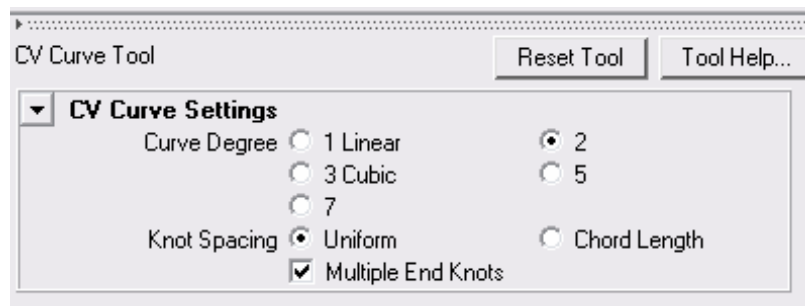 CV Curve Tool Reset Tool Tool Help...
CV Curve Settings
Curve Degree 1 Linear 2
3 Cubic 5
7
Knot Spacing Uniform Chord Length
Multiple End Knots